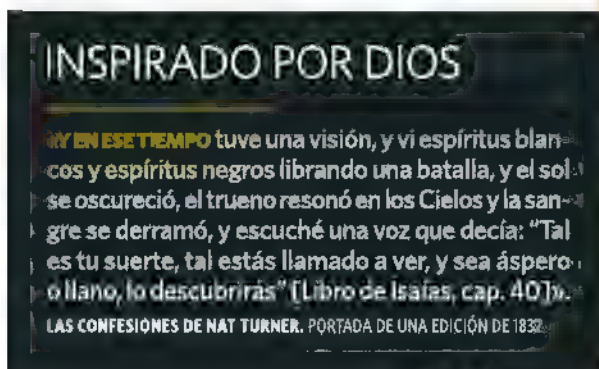 INSPIRADO POR DIOS
«Y EN ESE TIEMPO tuve una visión, y vi espíritus blan-
cos y espíritus negros librando una batalla, y el sol
se oscureció, el trueno resonó en los Cielos y la san-
gre se derramó, y escuché una voz que decía: "Tal
es tu suerte, tal estás llamado a ver, y sea áspero
o llano, lo descubrirás" [Libro de Isaías, cap. 40]».
LAS CONFESIONES DE NAT TURNER. PORTADA DE UNA EDICIÓN DE 1832.